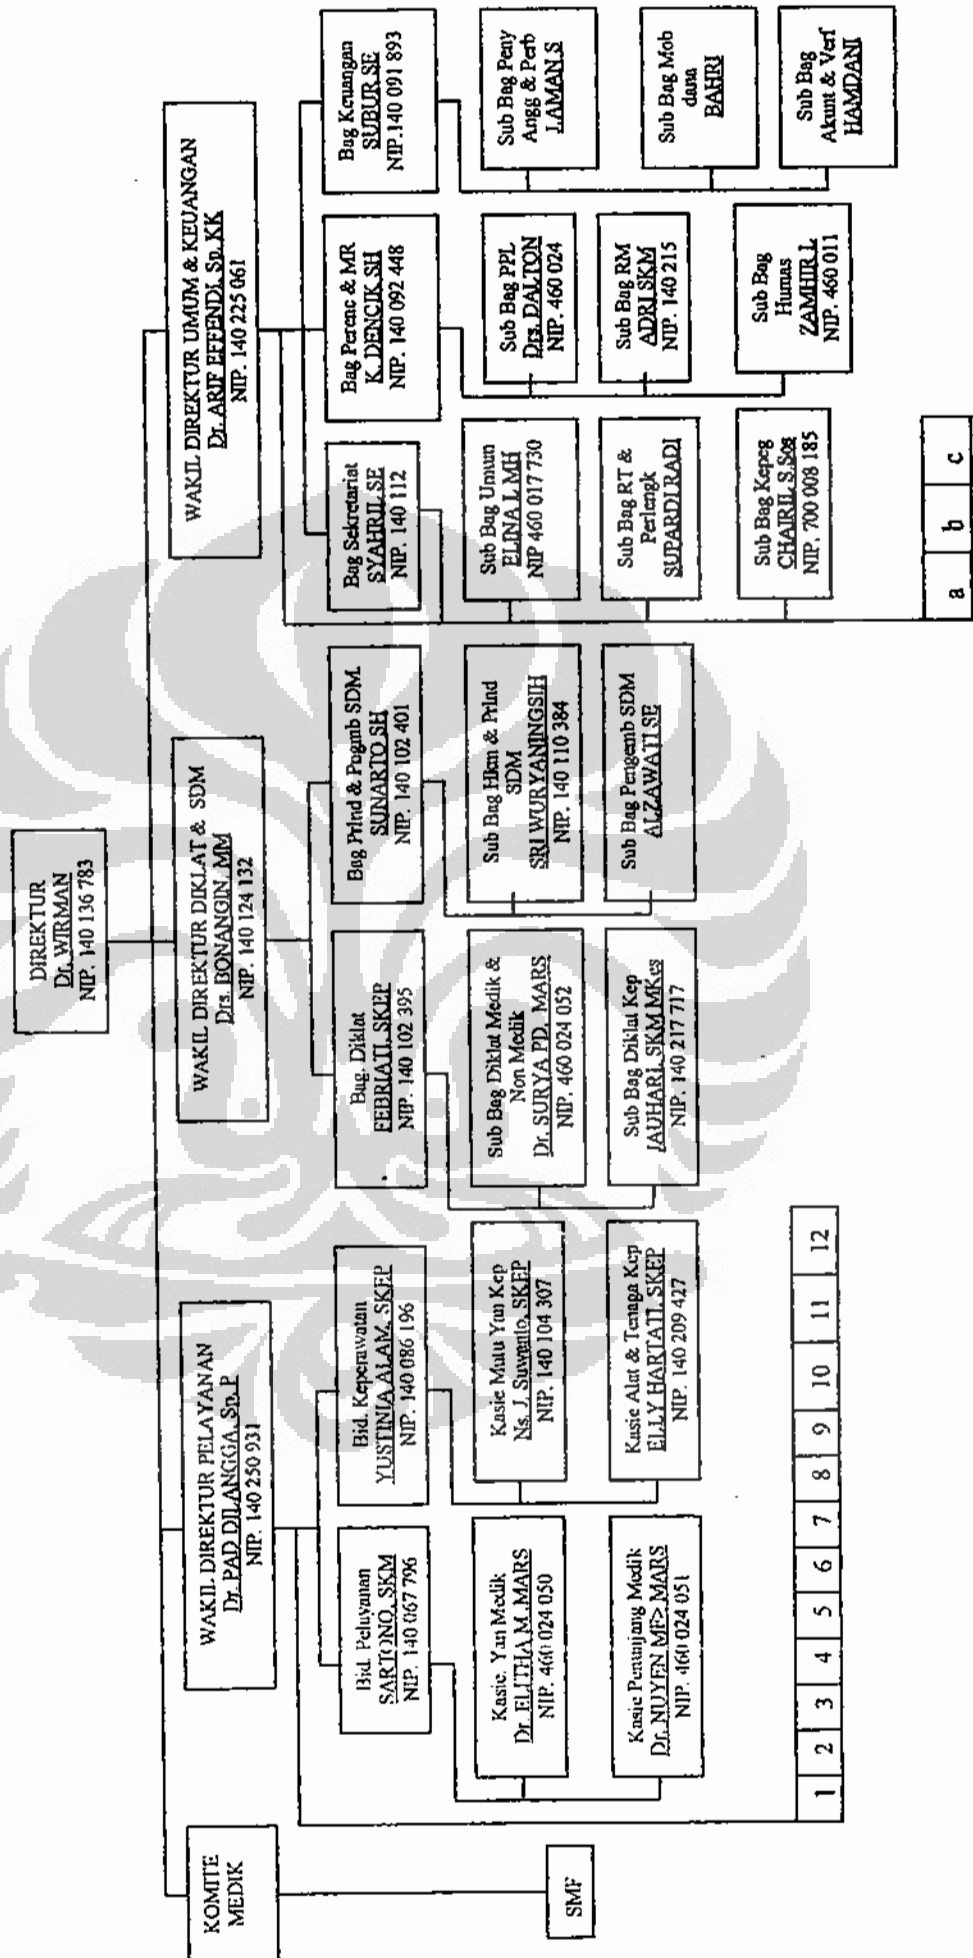 DIREKTUR
Dr. WIRMAN
NIP. 140 136 783
KOMITE
MEDIK
SMF
WAKIL DIREKTUR PELAYANAN
Dr. PAD DILANGGA, Sp. P
NIP. 140 250 931
WAKIL DIREKTUR DIKLAT & SDM
Drs. BONANGIN MM
NIP. 140 124 132
WAKIL DIREKTUR UMUM & KEUANGAN
Dr. ARIF EFFENDI, Sp. KK
NIP. 140 225 061
Bid. Pelayanan
SARTONO, SKM
NIP. 140 067 796
Bid. Keperawatan
YUSTINIA ALAM, SKEP
NIP. 140 086 196
Bag. Diklat
FEBRIATI, SKEP
NIP. 140 102 395
Bag Prlnd & Pngmb SDM.
SUNARTO SH
NIP. 140 102 401
Bag Sekretariat
SYAHRIL SE
NIP. 140 112
Bag Perenc & MR
K. DENCIK SH
NIP. 140 092 448
Bag Keuangan
SUBUR SE
NIP.140 091 893
Kasie. Yan Medik
Dr. ELITHA M ,MARS
NIP. 460 024 050
Kasie Penunjang Medik
Dr. NUYEN MF> MARS
NIP. 460 024 051
Kasie Mutu Yan Kep
Ns. J. Suwanto, SKEP
NIP. 140 104 307
Kasie Alat & Tenaga Kep
ELLY HARTATI, SKEP
NIP. 140 209 427
Sub Bag Diklat Medik &
Non Medik
Dr. SURYA PD, MARS
NIP. 460 024 052
Sub Bag Diklat Kep
JAUHARI, SKM MKes
NIP. 140 217 717
Sub Bag Hkm & Prlnd
SDM
SRI WURYANINGSIH
NIP. 140 110 384
Sub Bag Pengemb SDM
ALZAWATI SE
Sub Bag Umum
ELINA L MH
NIP 460 017 730
Sub Bag RT &
Perlengk
SUPARDI RADI
Sub Bag Kepeg
CHAIRIL S.Sos
NIP. 700 008 185
Sub Bag PPL
Drs. DALTON
NIP. 460 024
Sub Bag RM
ADRI SKM
NIP. 140 215
Sub Bag
Humas
ZAMHIR L
NIP. 460 011
Sub Bag Peny
Angg & Perb
J.AMAN.S
Sub Bag Mob
dana
BAHRI
Sub Bag
Akunt & Verf
HAMDANI
1 2 3 4 5 6 7 8 9 10 11 12
a b c